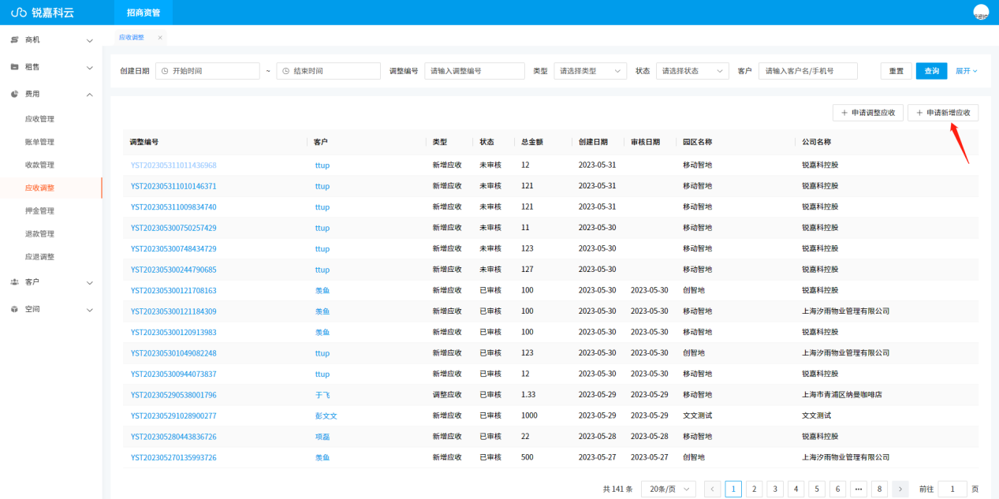 锐嘉科云 招商资管
商机
租售
费用
应收管理
账单管理
收款管理
应收调整
押金管理
退款管理
应退调整
客户
空间
应收调整 ×
创建日期 开始时间 ~ 结束时间 调整编号 请输入调整编号 类型 请选择类型 状态 请选择状态 客户 请输入客户名/手机号 重置 查询 展开
+ 申请调整应收 + 申请新增应收
调整编号 客户 类型 状态 总金额 创建日期 审核日期 园区名称 公司名称
YST202305311011436968 ttup 新增应收 未审核 12 2023-05-31 移动智地 锐嘉科控股
YST202305311010146371 ttup 新增应收 未审核 121 2023-05-31 移动智地 锐嘉科控股
YST202305311009834740 ttup 新增应收 未审核 121 2023-05-31 移动智地 锐嘉科控股
YST202305300750257429 ttup 新增应收 未审核 11 2023-05-30 移动智地 锐嘉科控股
YST202305300748434729 ttup 新增应收 未审核 123 2023-05-30 移动智地 锐嘉科控股
YST202305300244790685 ttup 新增应收 未审核 127 2023-05-30 移动智地 锐嘉科控股
YST202305300121708163 羡鱼 新增应收 已审核 100 2023-05-30 2023-05-30 创智地 锐嘉科控股
YST202305300121184309 羡鱼 新增应收 已审核 100 2023-05-30 2023-05-30 移动智地 上海汐雨物业管理有限公司
YST202305300120913983 羡鱼 新增应收 已审核 100 2023-05-30 2023-05-30 移动智地 锐嘉科控股
YST202305301049082248 ttup 新增应收 已审核 123 2023-05-30 2023-05-30 创智地 上海汐雨物业管理有限公司
YST202305300944073837 ttup 新增应收 已审核 12 2023-05-30 2023-05-30 移动智地 锐嘉科控股
YST202305290538001796 于飞 调整应收 已审核 1.33 2023-05-29 2023-05-29 移动智地 上海市青浦区纳曼咖啡店
YST202305291028900277 彭文文 新增应收 已审核 1000 2023-05-29 2023-05-29 文文测试 文文测试
YST202305280443836726 项磊 新增应收 已审核 22 2023-05-28 2023-05-28 移动智地 锐嘉科控股
YST202305270135993726 羡鱼 新增应收 已审核 500 2023-05-27 2023-05-27 创智地 上海汐雨物业管理有限公司
共 141 条 20条/页 < 1 2 3 4 5 6 ••• 8 > 前往 1 页